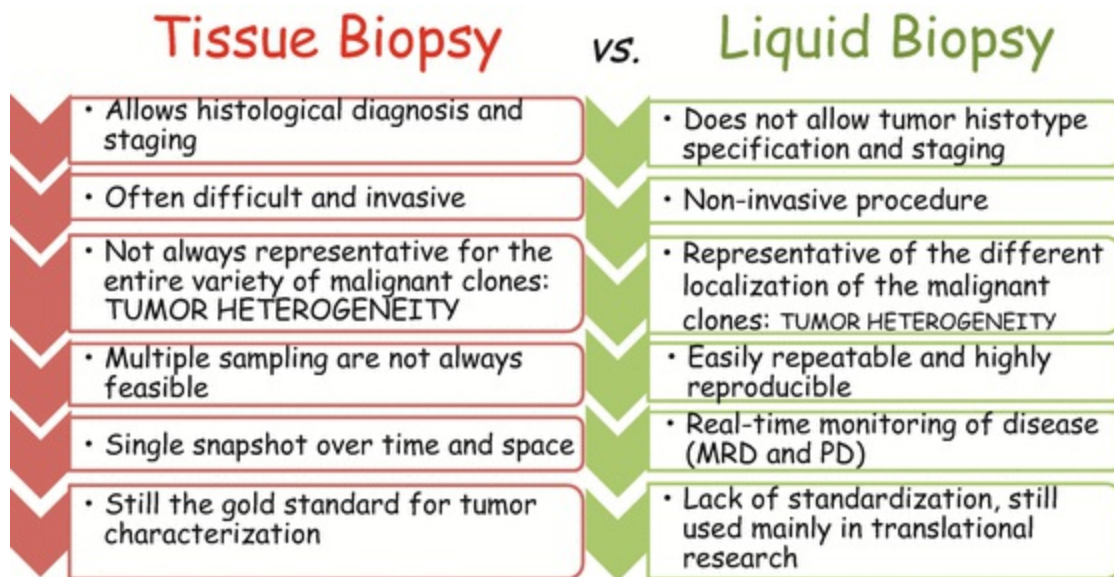 Tissue Biopsy vs. Liquid Biopsy
• Allows histological diagnosis and
staging
• Often difficult and invasive
• Not always representative for the
entire variety of malignant clones:
TUMOR HETEROGENEITY
• Multiple sampling are not always
feasible
• Single snapshot over time and space
• Still the gold standard for tumor
characterization
• Does not allow tumor histotype
specification and staging
• Non-invasive procedure
• Representative of the different
localization of the malignant
clones: TUMOR HETEROGENEITY
• Easily repeatable and highly
reproducible
• Real-time monitoring of disease
(MRD and PD)
• Lack of standardization, still
used mainly in translational
research